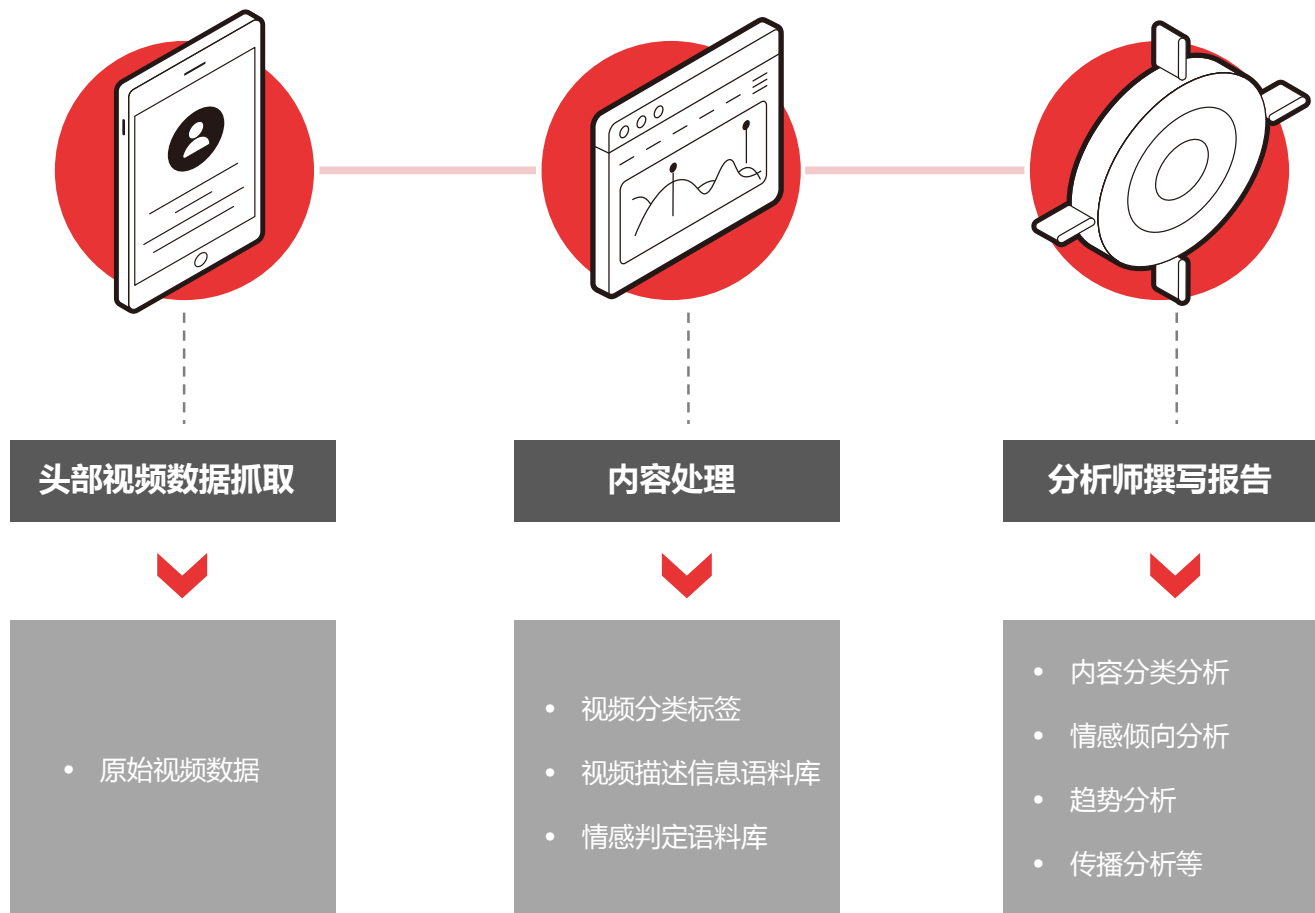 头部视频数据抓取
内容处理
分析师撰写报告
• 原始视频数据
• 视频分类标签
• 视频描述信息语料库
• 情感判定语料库
• 内容分类分析
• 情感倾向分析
• 趋势分析
• 传播分析等